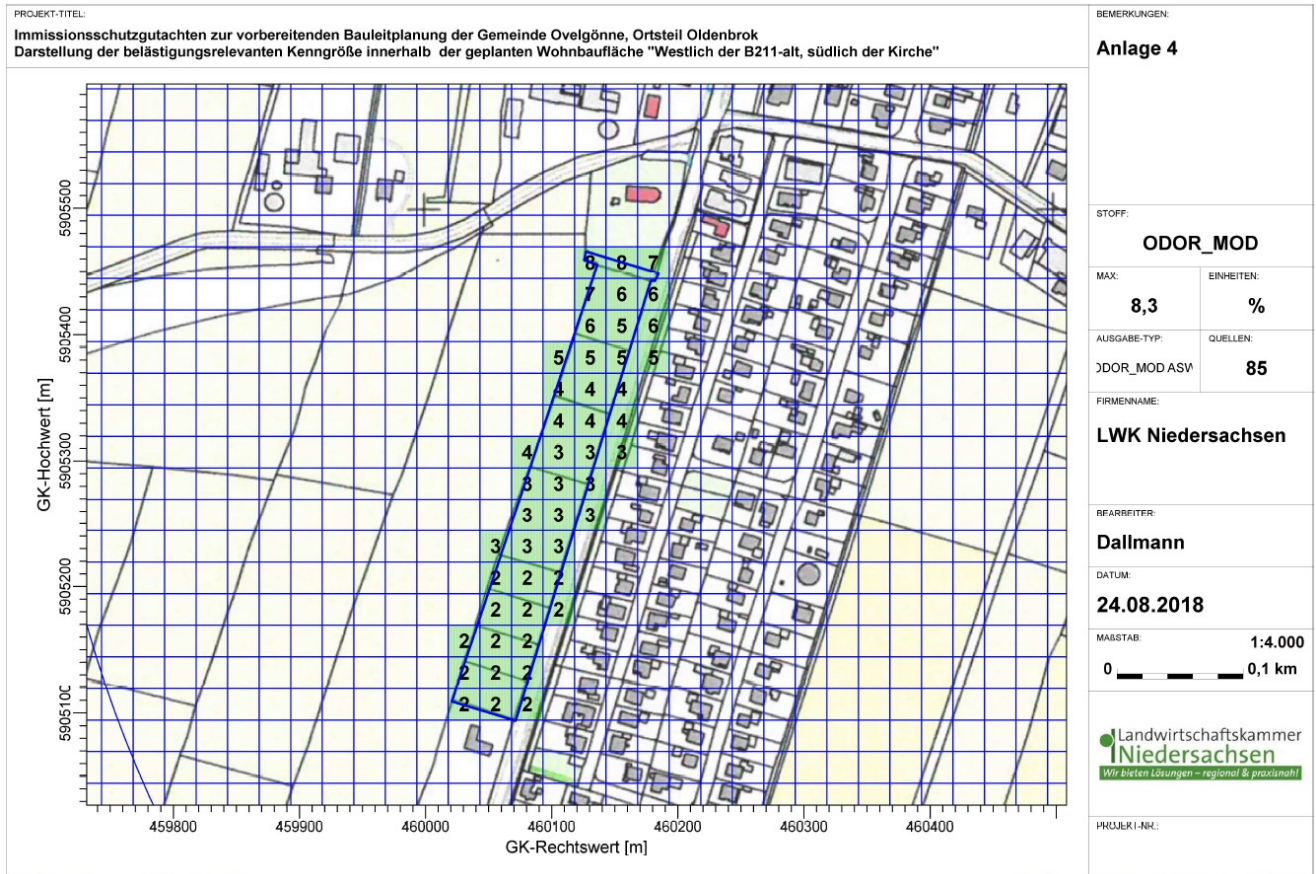 PROJEKT-TITEL:
Immissionsschutzgutachten zur vorbereitenden Bauleitplanung der Gemeinde Ovelgönne, Ortsteil Oldenbrok
Darstellung der belästigungsrelevanten Kenngröße innerhalb der geplanten Wohnbaufläche "Westlich der B211-alt, südlich der Kirche"
GK-Hochwert [m]
5905500
5905400
5905300
5905200
5905100
8 8 7
7 6 6
6 5 6
5 5 5 5
4 4 4
4 4 4
4 3 3 3
3 3 3
3 3 3
3 3 3
2 2 2
2 2 2
2 2 2 2
2 2 2
2 2 2
459800 459900 460000 460100 460200 460300 460400
GK-Rechtswert [m]
BEMERKUNGEN:
Anlage 4
STOFF:
ODOR_MOD
MAX:
8,3
EINHEITEN:
%
AUSGABE-TYP:
ODOR_MOD ASW
QUELLEN:
85
FIRMENNAME:
LWK Niedersachsen
BEARBEITER:
Dallmann
DATUM:
24.08.2018
MAßSTAB:
1:4.000
0 0,1 km
Landwirtschaftskammer
Niedersachsen
Wir bieten Lösungen – regional & praxisnah!
PROJEKT-NR.: